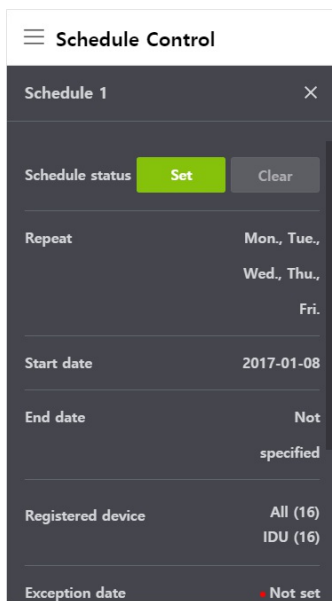 Schedule Control
Schedule 1
Schedule status Set Clear
Repeat Mon., Tue.,
Wed., Thu.,
Fri.
Start date 2017-01-08
End date Not
specified
Registered device All (16)
IDU (16)
Exception date Not set